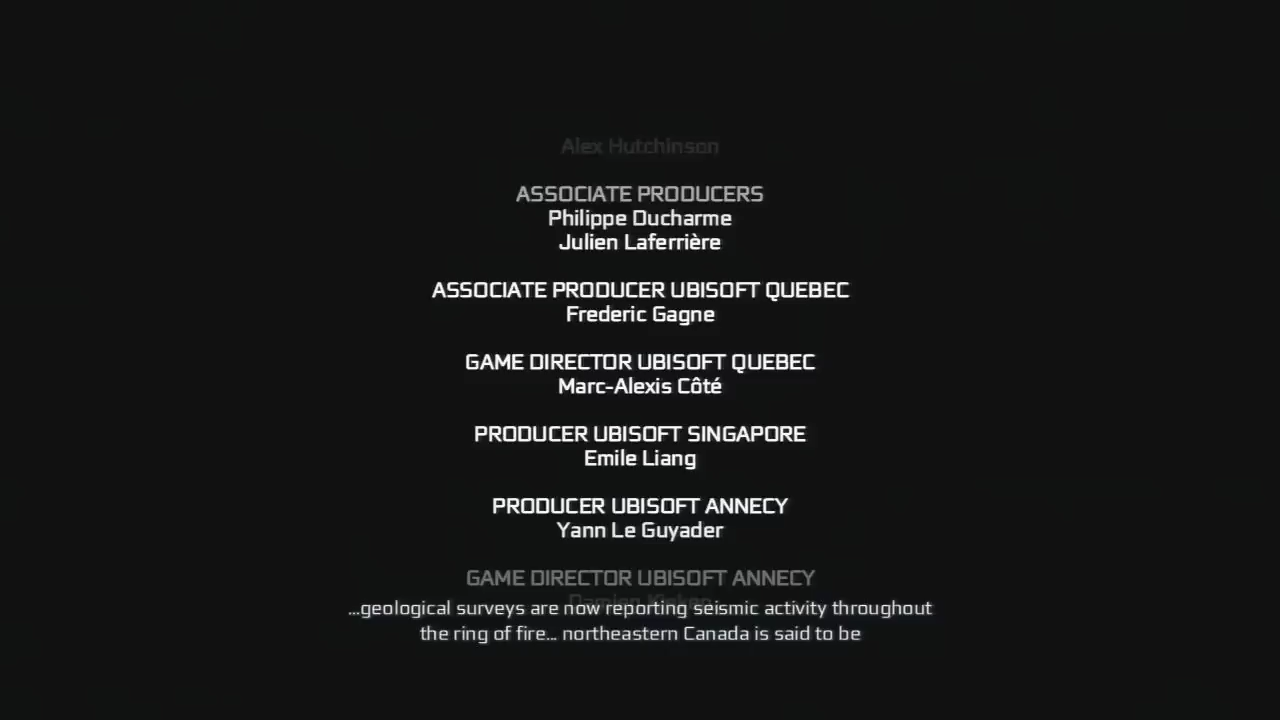 Alex Hutchinson
ASSOCIATE PRODUCERS
Philippe Ducharme
Julien Laferrière
ASSOCIATE PRODUCER UBISOFT QUEBEC
Frederic Gagne
GAME DIRECTOR UBISOFT QUEBEC
Marc-Alexis Côté
PRODUCER UBISOFT SINGAPORE
Emile Liang
PRODUCER UBISOFT ANNECY
Yann Le Guyader
GAME DIRECTOR UBISOFT ANNECY
Damien
...geological surveys are now reporting seismic activity throughout
the ring of fire... northeastern Canada is said to be